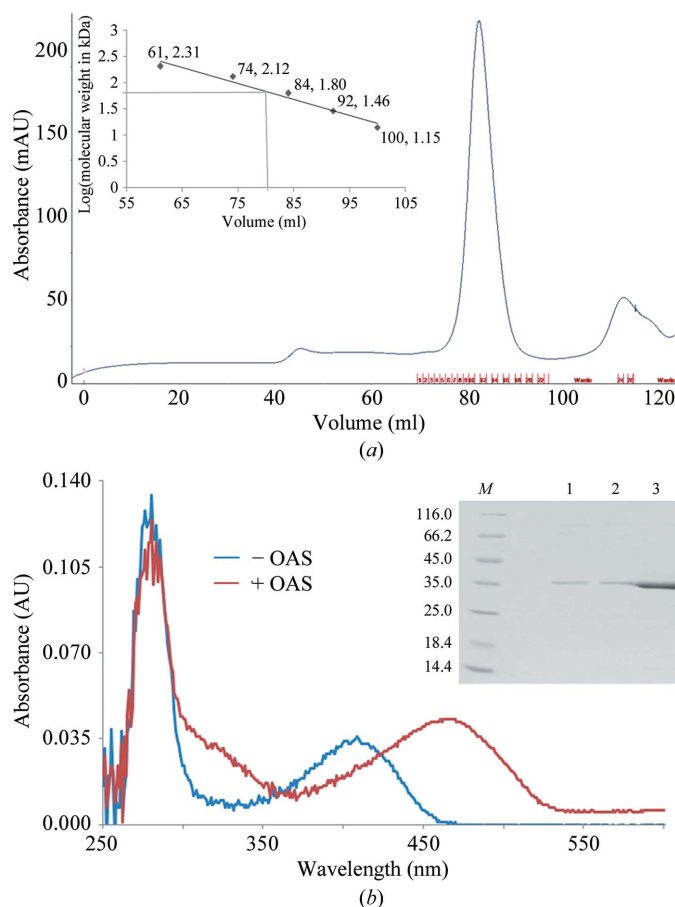 200
150
100
50
0
Absorbance (mAU)
3
2.5
2
1.5
1
0.5
0
Log(molecular weight in kDa)
61, 2.31
74, 2.12
84, 1.80
92, 1.46
100, 1.15
55 65 75 85 95 105
Volume (ml)
0 20 40 60 80 100 120
Volume (ml)
(a)
0.140
0.105
0.070
0.035
0.000
Absorbance (AU)
− OAS
+ OAS
M 1 2 3
116.0
66.2
45.0
35.0
25.0
18.4
14.4
250 350 450 550
Wavelength (nm)
(b)